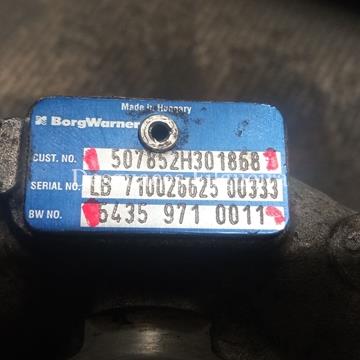 Made in Hungary
BorgWarner
CUST. NO. 507852H301868
SERIAL NO. LB 710026625 00333
BW NO. 5435 971 0011